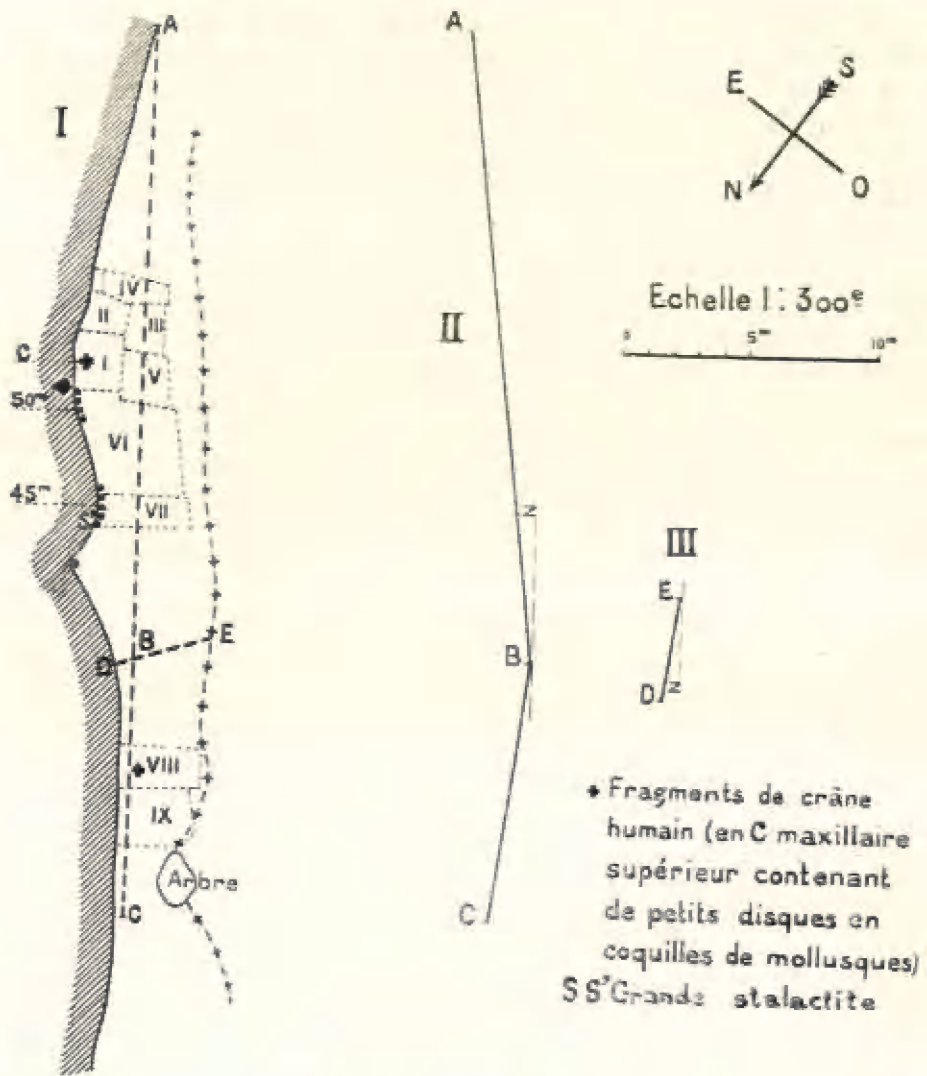 A
I
IV
II
III
C
I
V
50m
VI
45m
VII
B
E
D
VIII
IX
Arbre
C
A
II
N
B
C
E
S
N
O
Echelle 1 : 300e
0 5m 10m
III
E
D
N
Fragments de crâne
humain (en C maxillaire
supérieur contenant
de petits disques en
coquilles de mollusques)
S S' Grande stalactite